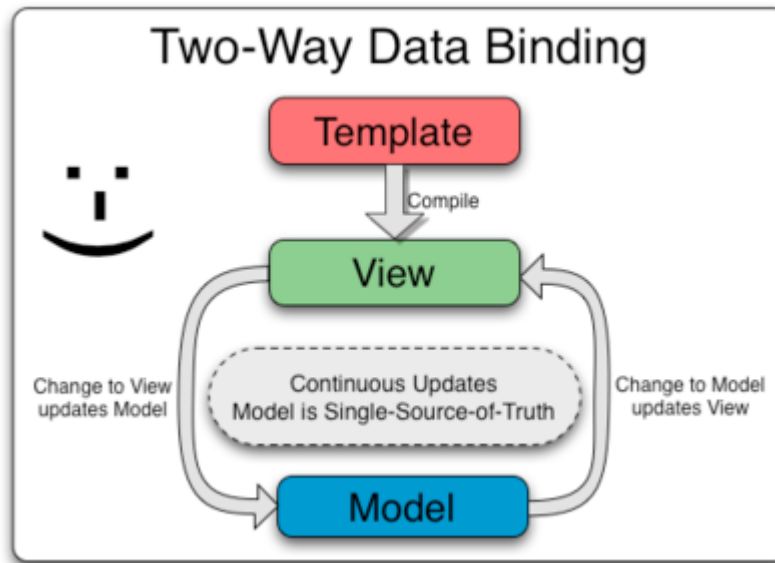 Two-Way Data Binding
Template
Compile
View
Change to View
updates Model
Continuous Updates
Model is Single-Source-of-Truth
Change to Model
updates View
Model